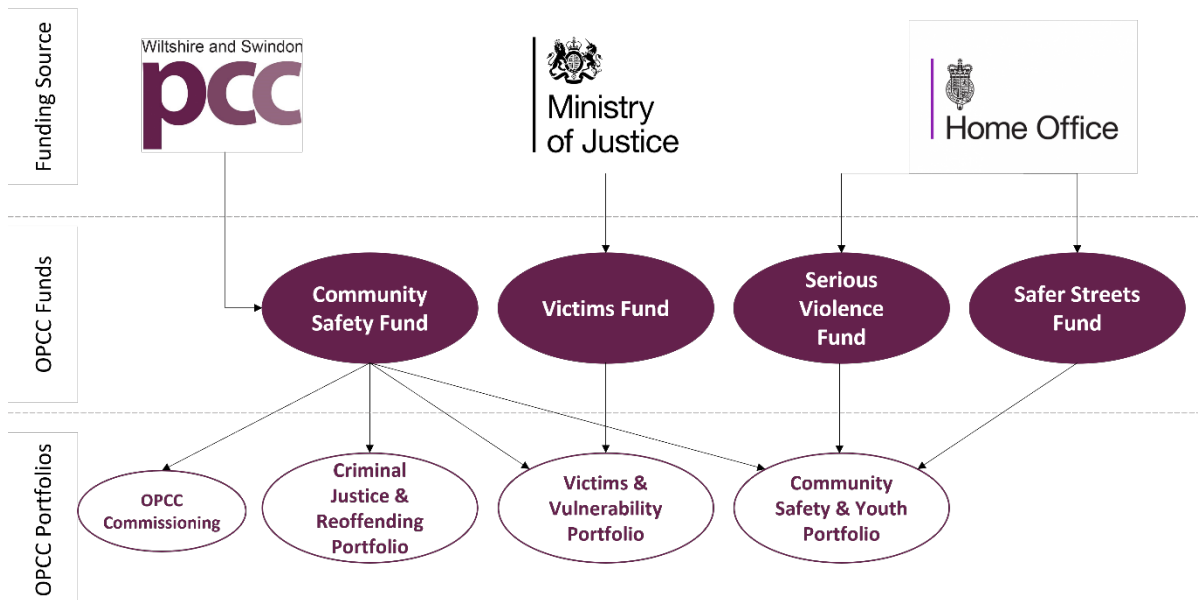 Funding Source
Wiltshire and Swindon
pcc
Ministry
of Justice
Home Office
OPCC Funds
Community
Safety Fund
Victims Fund
Serious
Violence
Fund
Safer Streets
Fund
OPCC Portfolios
OPCC
Commissioning
Criminal
Justice &
Reoffending
Portfolio
Victims &
Vulnerability
Portfolio
Community
Safety & Youth
Portfolio